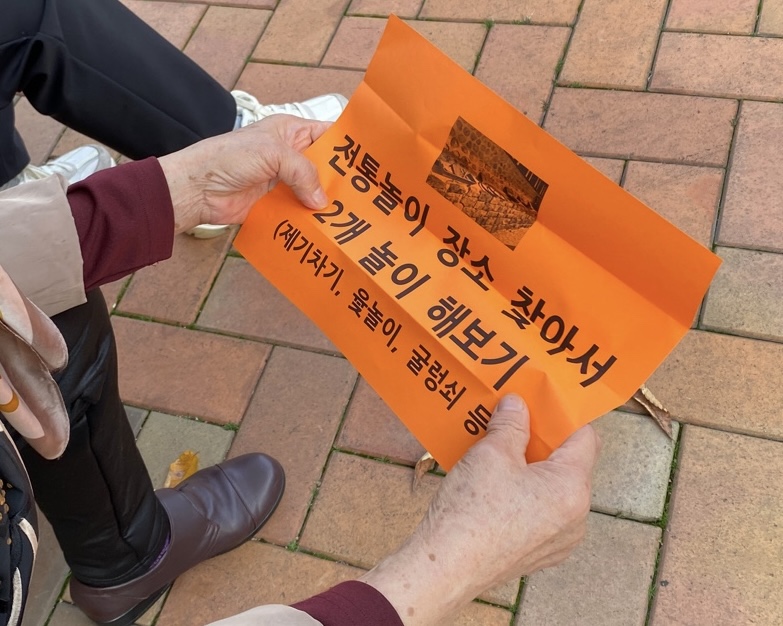 전통놀이 장소 찾아서
2개 놀이 해보기
(제기차기, 윷놀이, 굴렁쇠 등